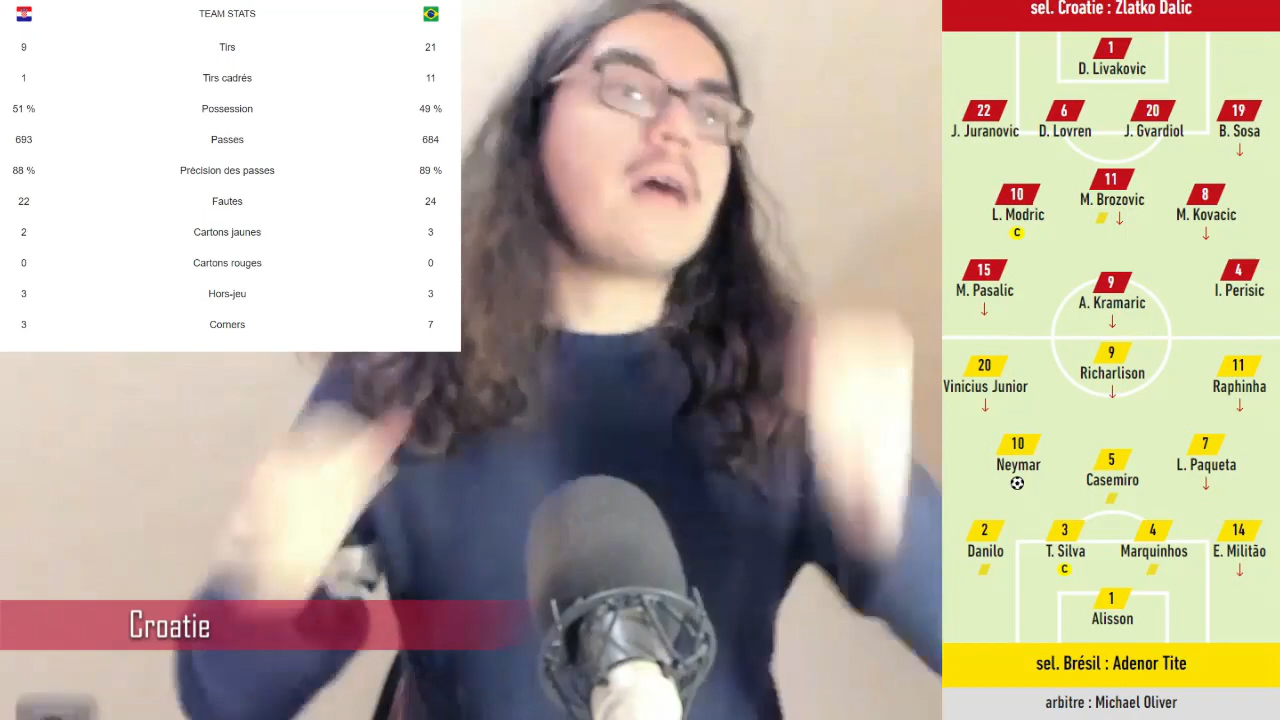 TEAM STATS
9 Tirs 21
1 Tirs cadrés 11
51 % Possession 49 %
693 Passes 684
88 % Précision des passes 89 %
22 Fautes 24
2 Cartons jaunes 3
0 Cartons rouges 0
3 Hors-jeu 3
3 Corners 7
Croatie
sel. Croatie : Zlatko Dalic
1
D. Livakovic
22 6 20 19
J. Juranovic D. Lovren J. Gvardiol B. Sosa
10 11 8
L. Modric M. Brozovic M. Kovacic
C
15 9 4
M. Pasalic A. Kramaric I. Perisic
20 9 11
Vinicius Junior Richarlison Raphinha
10 5 7
Neymar Casemiro L. Paqueta
2 3 4 14
Danilo T. Silva Marquinhos E. Militão
C
1
Alisson
sel. Brésil : Adenor Tite
arbitre : Michael Oliver